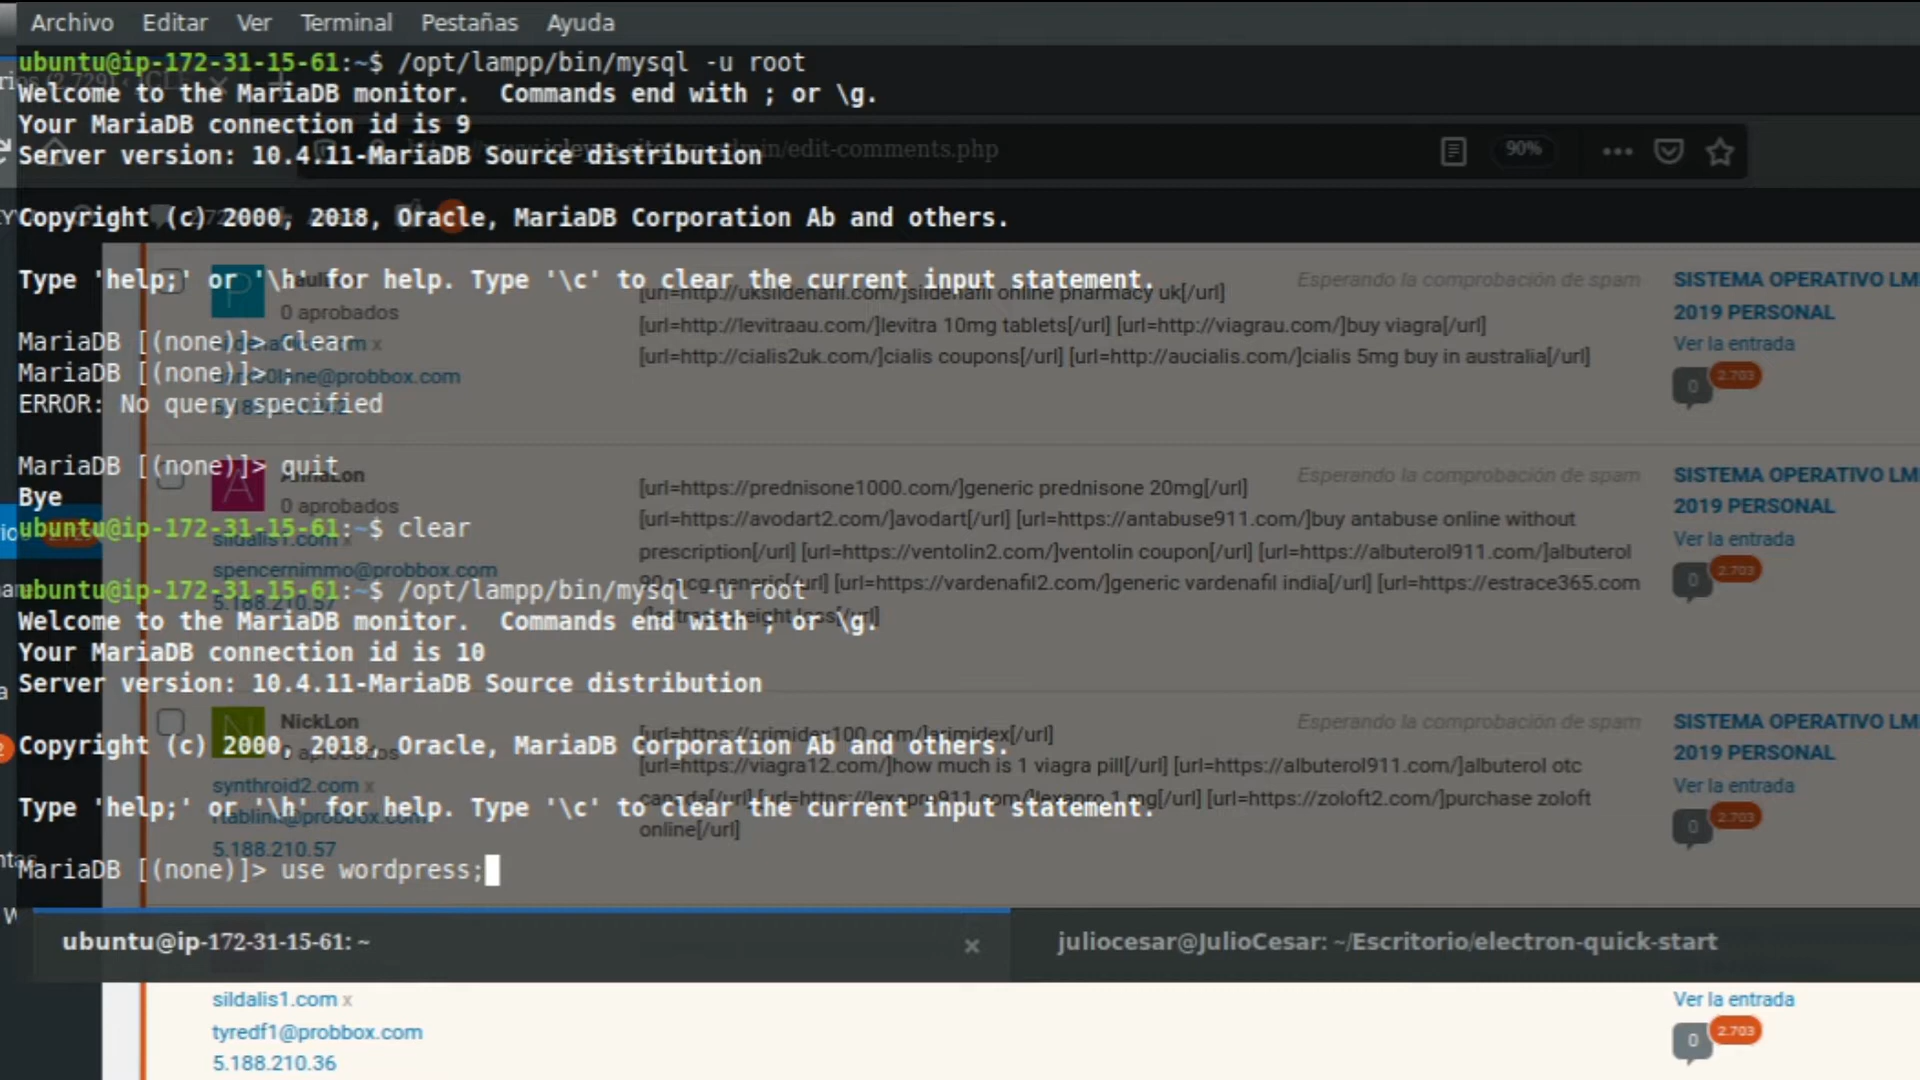 Archivo Editar Ver Terminal Pestañas Ayuda
ubuntu@ip-172-31-15-61:~$ /opt/lampp/bin/mysql -u root
Welcome to the MariaDB monitor.  Commands end with ; or \g.
Your MariaDB connection id is 9
Server version: 10.4.11-MariaDB Source distribution
in/edit-comments.php
90%
Copyright (c) 2000, 2018, Oracle, MariaDB Corporation Ab and others.
Type 'help;' or '\h' for help. Type '\c' to clear the current input statement.
MariaDB [(none)]> clear
MariaDB [(none)]> ;
ERROR: No query specified
MariaDB [(none)]> quit
Bye
ubuntu@ip-172-31-15-61:~$ clear
ubuntu@ip-172-31-15-61:~$ /opt/lampp/bin/mysql -u root
Welcome to the MariaDB monitor.  Commands end with ; or \g.
Your MariaDB connection id is 10
Server version: 10.4.11-MariaDB Source distribution
Copyright (c) 2000, 2018, Oracle, MariaDB Corporation Ab and others.
Type 'help;' or '\h' for help. Type '\c' to clear the current input statement.
MariaDB [(none)]> use wordpress;
P
0 aprobados
@probbox.com
Esperando la comprobación de spam
[url=http://uksildenafil.com/]sildenafil online pharmacy uk[/url]
[url=http://levitraau.com/]levitra 10mg tablets[/url] [url=http://viagrau.com/]buy viagra[/url]
[url=http://cialis2uk.com/]cialis coupons[/url] [url=http://aucialis.com/]cialis 5mg buy in australia[/url]
SISTEMA OPERATIVO LM
2019 PERSONAL
Ver la entrada
0 2.703
A
AnnaLon
0 aprobados
sildalis1.com x
spencernimmo@probbox.com
5.188.210.57
Esperando la comprobación de spam
[url=https://prednisone1000.com/]generic prednisone 20mg[/url]
[url=https://avodart2.com/]avodart[/url] [url=https://antabuse911.com/]buy antabuse online without
prescription[/url] [url=https://ventolin2.com/]ventolin coupon[/url] [url=https://albuterol911.com/]albuterol
90 mcg generic[/url] [url=https://vardenafil2.com/]generic vardenafil india[/url] [url=https://estrace365.com
SISTEMA OPERATIVO LM
2019 PERSONAL
Ver la entrada
0 2.703
N
NickLon
0 aprobados
synthroid2.com x
@probbox.com
5.188.210.57
Esperando la comprobación de spam
[url=https://arimidex100.com/]arimidex[/url]
[url=https://viagra12.com/]how much is 1 viagra pill[/url] [url=https://albuterol911.com/]albuterol otc
canada[/url] [url=https://lexapro911.com/]lexapro 1 mg[/url] [url=https://zoloft2.com/]purchase zoloft
online[/url]
SISTEMA OPERATIVO LM
2019 PERSONAL
Ver la entrada
0 2.703
ubuntu@ip-172-31-15-61: ~ ×
juliocesar@JulioCesar: ~/Escritorio/electron-quick-start
sildalis1.com x
tyredf1@probbox.com
5.188.210.36
Ver la entrada
0 2.703